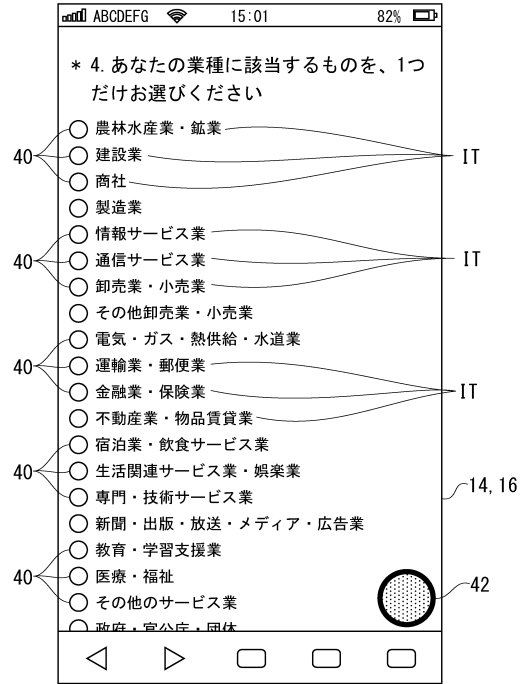 ABCDEFG 15:01 82%
* 4. あなたの業種に該当するものを、1つ
だけお選びください
農林水産業・鉱業
40 建設業 IT
商社
製造業
情報サービス業
40 通信サービス業 IT
卸売業・小売業
その他卸売業・小売業
電気・ガス・熱供給・水道業
40 運輸業・郵便業
金融業・保険業 IT
不動産業・物品賃貸業
宿泊業・飲食サービス業
40 生活関連サービス業・娯楽業
専門・技術サービス業 14, 16
新聞・出版・放送・メディア・広告業
教育・学習支援業
40 医療・福祉 42
その他のサービス業
政府・官公庁・団体